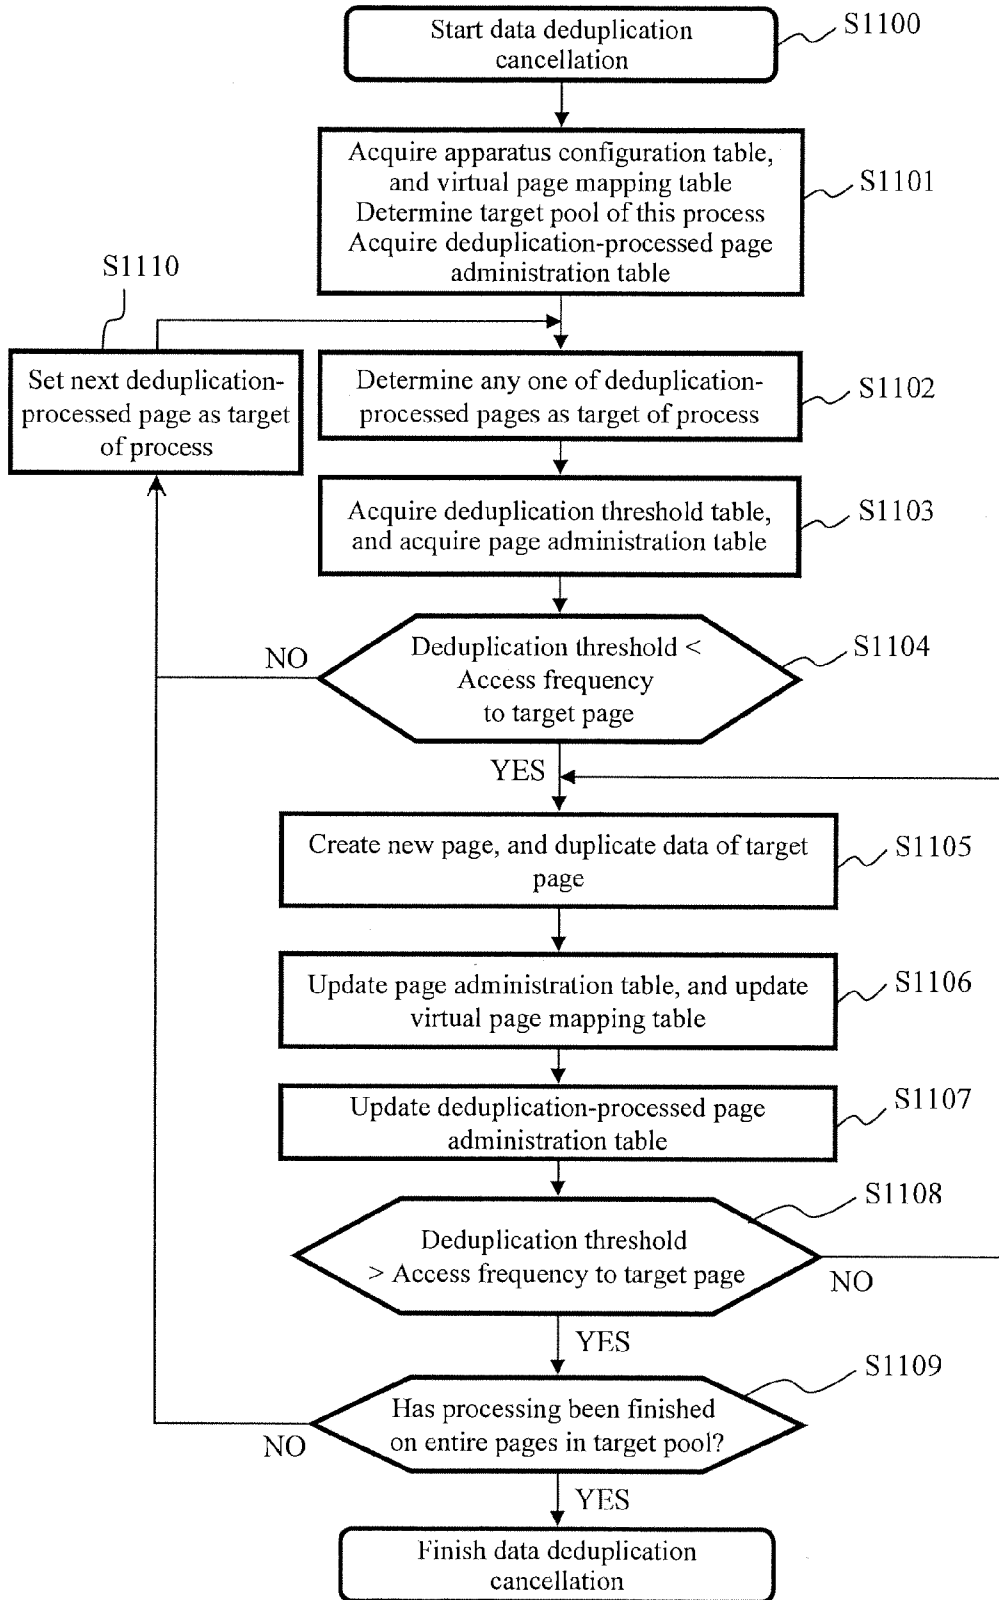 Start data deduplication
cancellation
S1100
Acquire apparatus configuration table,
and virtual page mapping table
Determine target pool of this process
Acquire deduplication-processed page
administration table
S1101
S1110
Set next deduplication-
processed page as target
of process
Determine any one of deduplication-
processed pages as target of process
S1102
Acquire deduplication threshold table,
and acquire page administration table
S1103
Deduplication threshold <
Access frequency
to target page
S1104
NO
YES
Create new page, and duplicate data of target
page
S1105
Update page administration table, and update
virtual page mapping table
S1106
Update deduplication-processed page
administration table
S1107
S1108
Deduplication threshold
> Access frequency to target page
NO
YES
S1109
Has processing been finished
on entire pages in target pool?
NO
YES
Finish data deduplication
cancellation